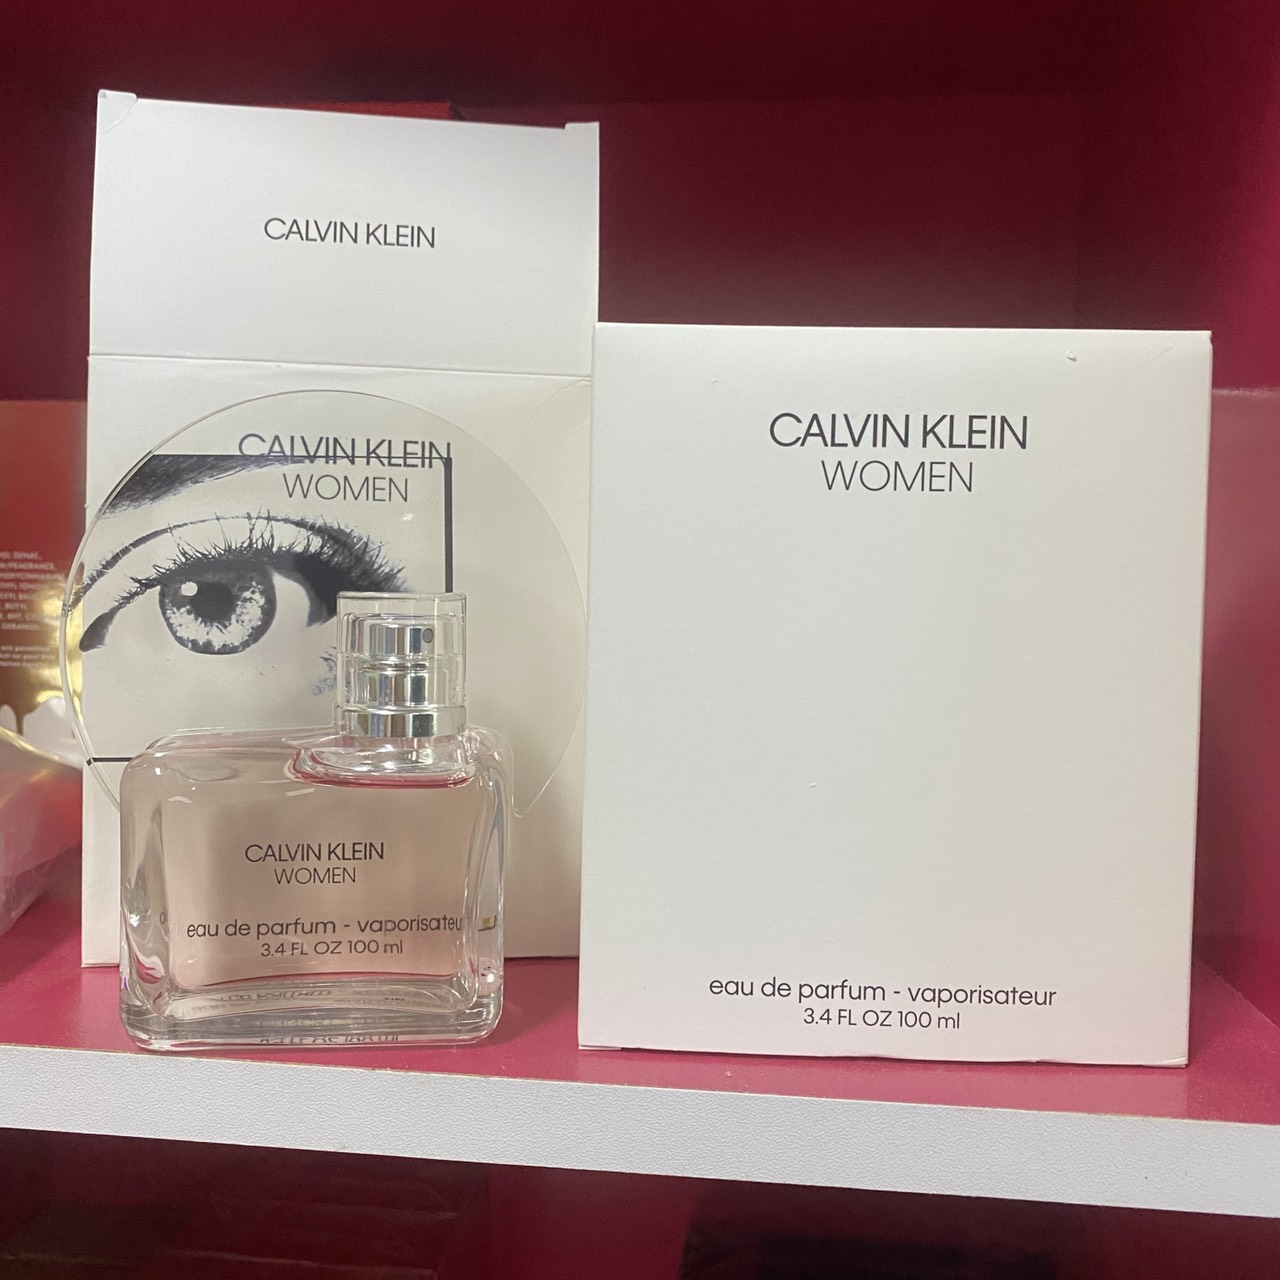 CALVIN KLEIN
CALVIN KLEIN
WOMEN
CALVIN KLEIN
WOMEN
eau de parfum - vaporisateur
3.4 FL OZ 100 ml
CALVIN KLEIN
WOMEN
eau de parfum - vaporisateur
3.4 FL OZ 100 ml